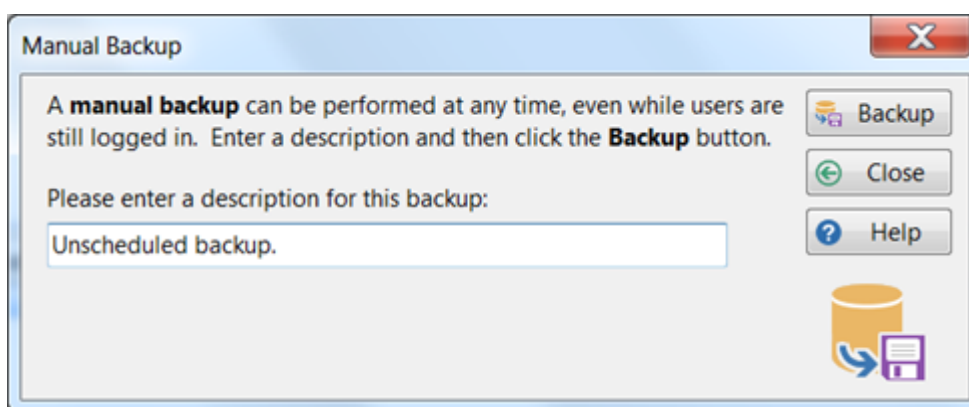 Manual Backup
A manual backup can be performed at any time, even while users are
still logged in.  Enter a description and then click the Backup button.
Please enter a description for this backup:
Unscheduled backup.
Backup
Close
Help